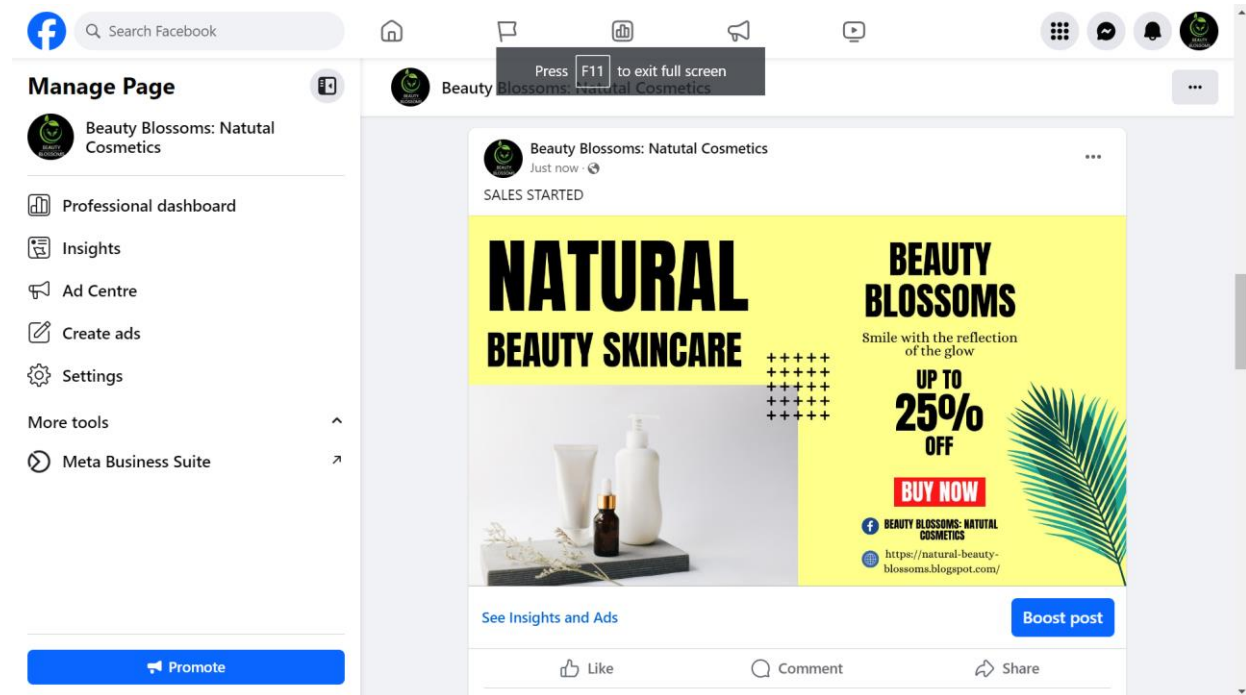 Search Facebook
Press F11 to exit full screen
Manage Page
Beauty Blossoms: Natutal Cosmetics
Beauty Blossoms: Natutal
Cosmetics
Professional dashboard
Insights
Ad Centre
Create ads
Settings
More tools
Meta Business Suite
Promote
Beauty Blossoms: Natutal Cosmetics
Just now
SALES STARTED
NATURAL
BEAUTY SKINCARE
BEAUTY
BLOSSOMS
Smile with the reflection
of the glow
UP TO
25%
OFF
BUY NOW
BEAUTY BLOSSOMS: NATUTAL
COSMETICS
https://natural-beauty-
blossoms.blogspot.com/
See Insights and Ads
Boost post
Like
Comment
Share